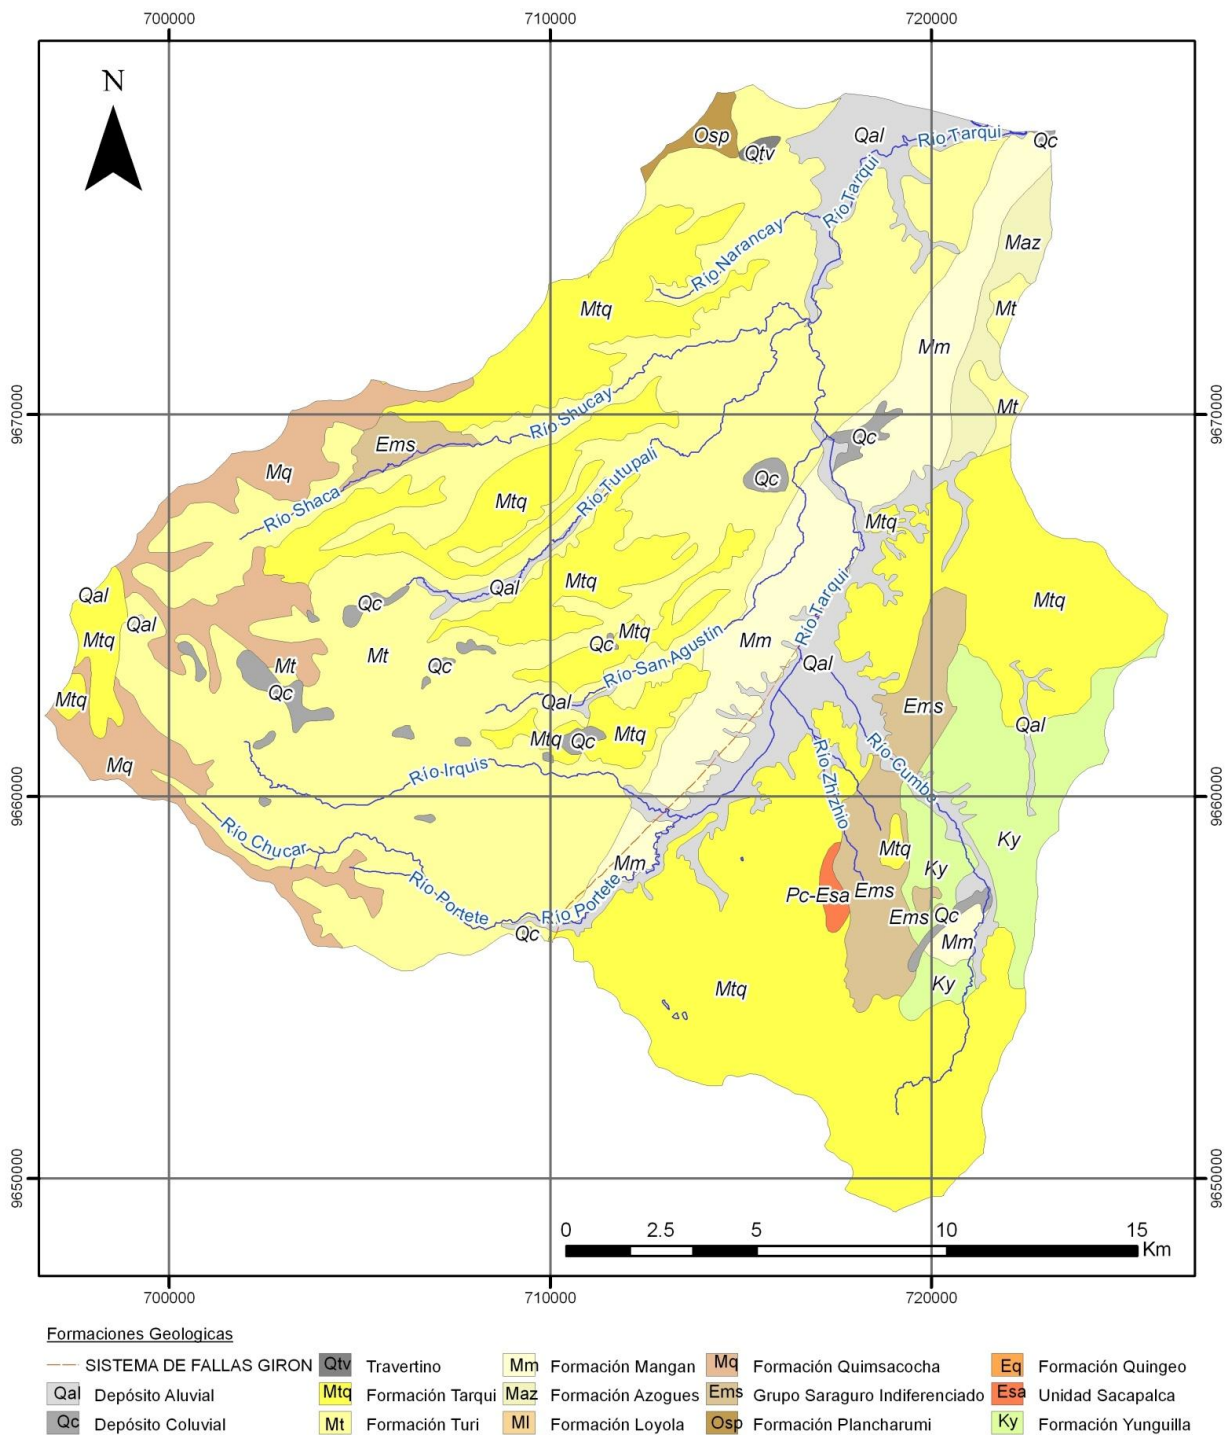 700000 710000 720000
N
Osp
Qtv
Qal
Río Tarqui
Qc
Río Tarqui
Río Narancay
Maz
Mtq
Mt
Mm
9670000 9670000
Río Shucay
Mt
Qc
Ems
Mq
Río Shaca
Río Tutupali
Qc
Mtq
Mtq
Qal
Mtq
Qal
Qc
Mtq
Río Tarqui
Qal
Mtq
Qc
Mtq
Mm
Río San Agustín
Mt
Qc
Mt
Qc
Qal
Ems
Mtq
Qal
Qal
Mtq
Qc
Mtq
Mq
Río Irquis
Río Zhizhio
Río Cumbe
9660000 9660000
Río Chucar
Mtq
Ky
Ky
Mm
Río Portete
Río Portete
Pc-Esa
Ems
Ems
Qc
Qc
Mm
Mtq
Ky
9650000 9650000
0 2.5 5 10 15
Km
700000 710000 720000
Formaciones Geologicas
SISTEMA DE FALLAS GIRON Qtv Travertino Mm Formación Mangan Mq Formación Quimsacocha Eq Formación Quingeo
Qal Depósito Aluvial Mtq Formación Tarqui Maz Formación Azogues Ems Grupo Saraguro Indiferenciado Esa Unidad Sacapalca
Qc Depósito Coluvial Mt Formación Turi Ml Formación Loyola Osp Formación Plancharumi Ky Formación Yunguilla